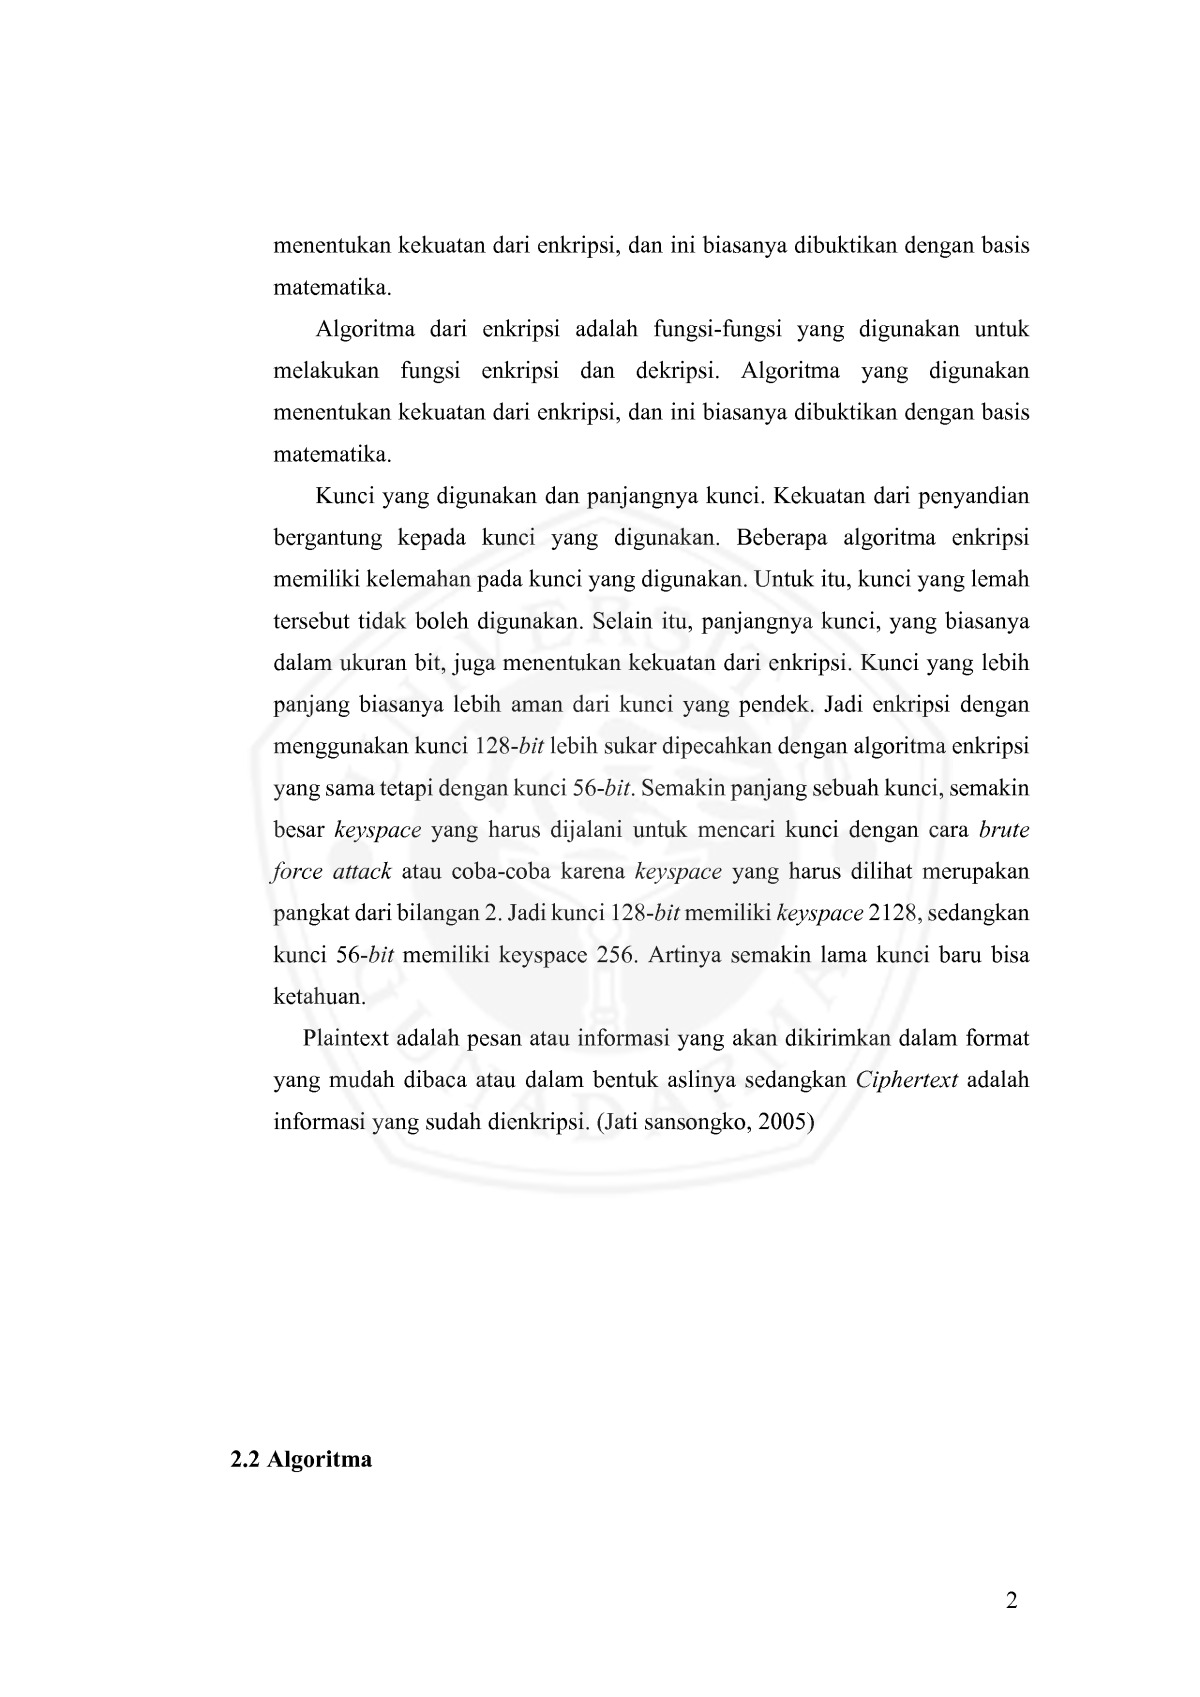 menentukan kekuatan dari enkripsi, dan ini biasanya dibuktikan dengan basis
matematika.
Algoritma dari enkripsi adalah fungsi-fungsi yang digunakan untuk
melakukan fungsi enkripsi dan dekripsi. Algoritma yang digunakan
menentukan kekuatan dari enkripsi, dan ini biasanya dibuktikan dengan basis
matematika.
Kunci yang digunakan dan panjangnya kunci. Kekuatan dari penyandian
bergantung kepada kunci yang digunakan. Beberapa algoritma enkripsi
memiliki kelemahan pada kunci yang digunakan. Untuk itu, kunci yang lemah
tersebut tidak boleh digunakan. Selain itu, panjangnya kunci, yang biasanya
dalam ukuran bit, juga menentukan kekuatan dari enkripsi. Kunci yang lebih
panjang biasanya lebih aman dari kunci yang pendek. Jadi enkripsi dengan
menggunakan kunci 128-bit lebih sukar dipecahkan dengan algoritma enkripsi
yang sama tetapi dengan kunci 56-bit. Semakin panjang sebuah kunci, semakin
besar keyspace yang harus dijalani untuk mencari kunci dengan cara brute
force attack atau coba-coba karena keyspace yang harus dilihat merupakan
pangkat dari bilangan 2. Jadi kunci 128-bit memiliki keyspace 2128, sedangkan
kunci 56-bit memiliki keyspace 256. Artinya semakin lama kunci baru bisa
ketahuan.
Plaintext adalah pesan atau informasi yang akan dikirimkan dalam format
yang mudah dibaca atau dalam bentuk aslinya sedangkan Ciphertext adalah
informasi yang sudah dienkripsi. (Jati sansongko, 2005)
UNIVERSITAS
GUNADARMA
2.2 Algoritma
2